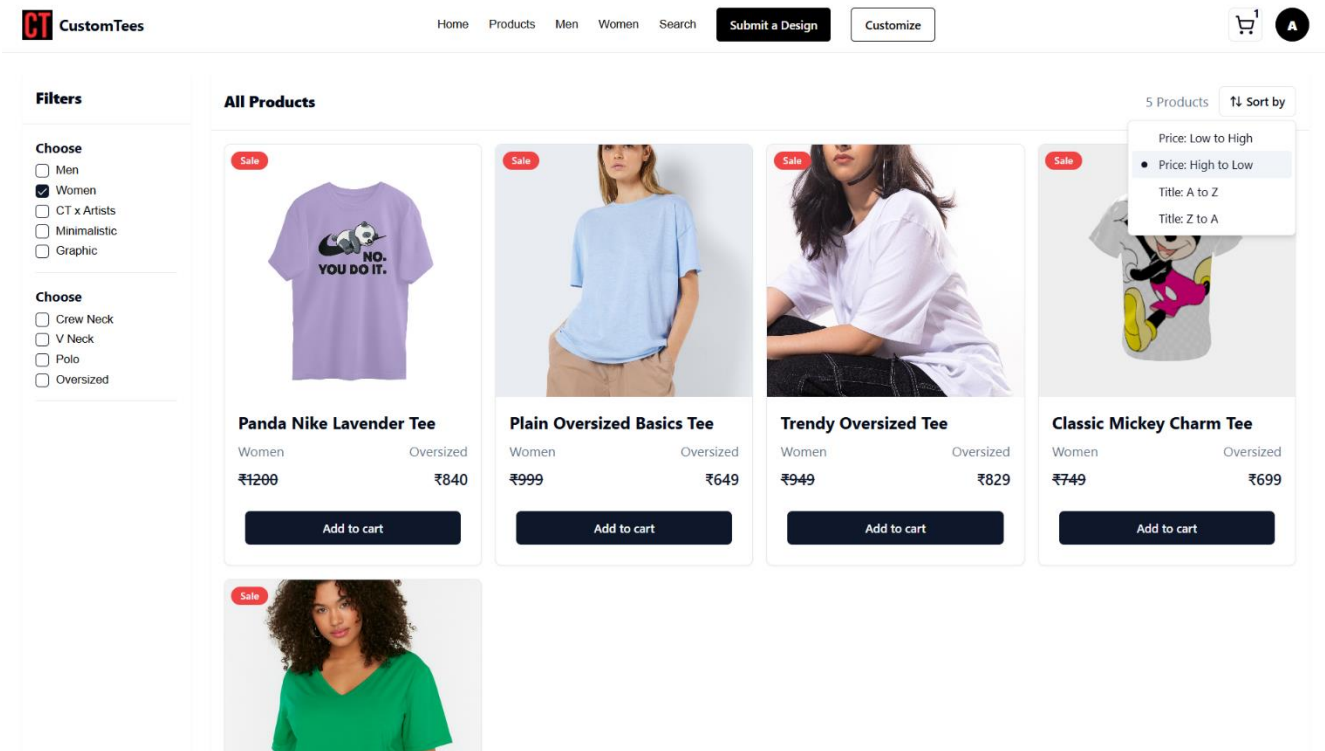 CT CustomTees Home Products Men Women Search Submit a Design Customize 1 A
Filters
All Products 5 Products Sort by
Price: Low to High
Price: High to Low
Title: A to Z
Title: Z to A
Choose
Men
Women
CT x Artists
Minimalistic
Graphic
Choose
Crew Neck
V Neck
Polo
Oversized
Sale
NO.
YOU DO IT.
Panda Nike Lavender Tee
Women Oversized
₹1200 ₹840
Add to cart
Sale
Plain Oversized Basics Tee
Women Oversized
₹999 ₹649
Add to cart
Sale
Trendy Oversized Tee
Women Oversized
₹949 ₹829
Add to cart
Sale
Classic Mickey Charm Tee
Women Oversized
₹749 ₹699
Add to cart
Sale